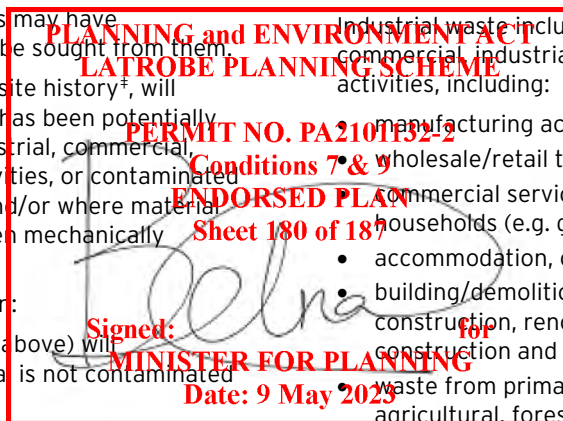 s may have
be sought from them.
site history‡, will
has been potentially
strial, commercial,
vities, or contaminated
nd/or where material
en mechanically
r:
above) will
al is not contaminated
Industrial waste inclu
commercial, industria
activities, including:
• manufacturing ac
• wholesale/retail t
• commercial servic
households (e.g. g
• accommodation, c
• building/demolitio
construction, reno
construction and
• waste from prima
agricultural, fores
PLANNING and ENVIRONMENT ACT
LATROBE PLANNING SCHEME
PERMIT NO. PA2101132-2
Conditions 7 & 9
ENDORSED PLAN
Sheet 180 of 187
Signed: for
MINISTER FOR PLANNING
Date: 9 May 2023